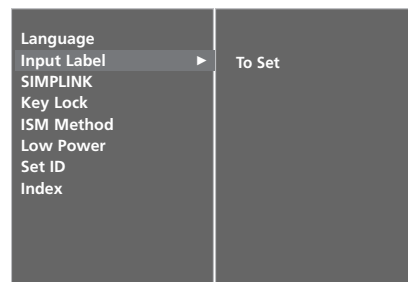 Language
Input Label ►
To Set
SIMPLINK
Key Lock
ISM Method
Low Power
Set ID
Index